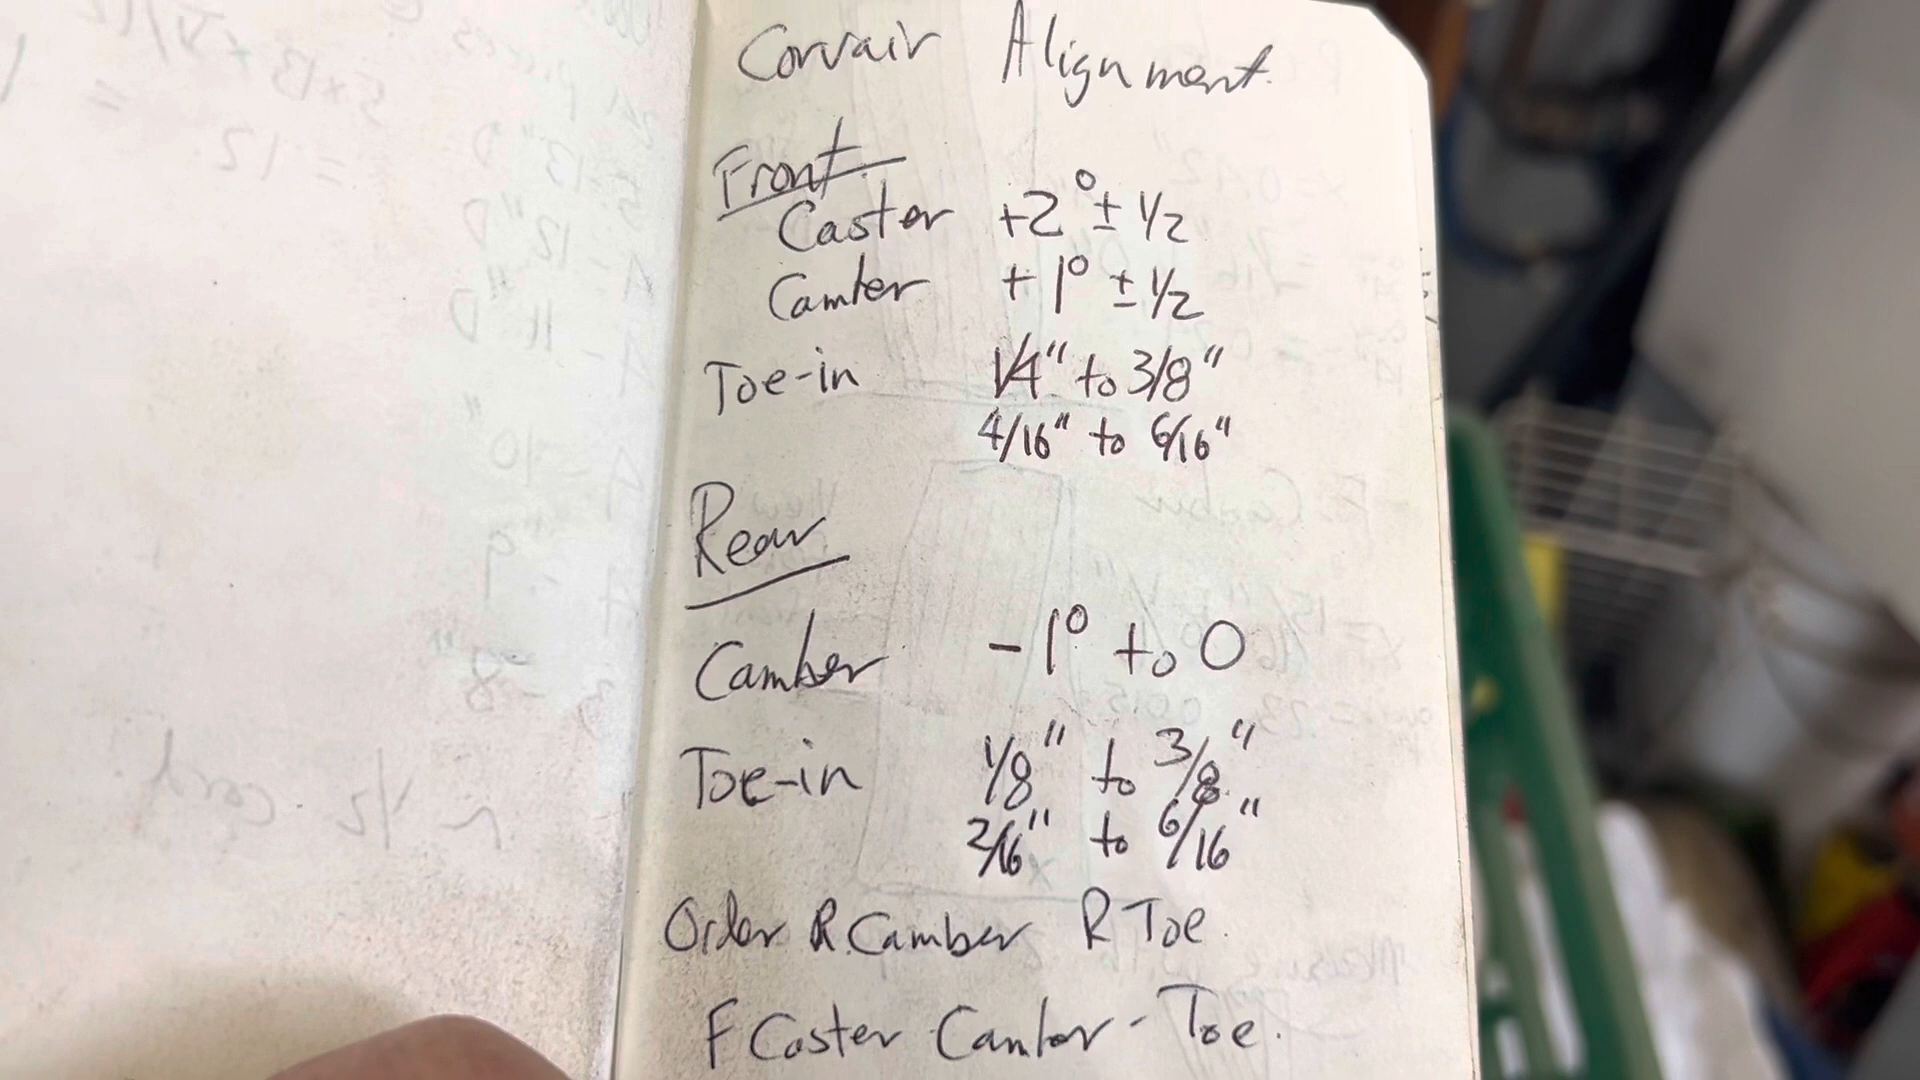 Corvair Alignment.
Front
Caster +2° ± 1/2
Camber +1° ± 1/2
Toe-in 1/4" to 3/8"
4/16" to 6/16"
Rear
Camber -1° to 0
Toe-in 1/8" to 3/8"
2/16" to 6/16"
Order R.Camber R Toe.
F Caster Camber - Toe.